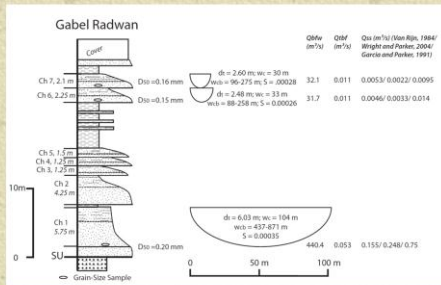 Gabel Radwan
Qbfw (m³/s)
Qtbf (m³/s)
Qss (m³/s) (Van Rijn, 1984/ Wright and Parker, 2004/ Garcia and Parker, 1991)
Cover
Ch 7, 2.1 m
D50=0.16 mm
dc = 2.60 m; wc = 30 m
wcb = 96-275 m; S = .00028
32.1
0.011
0.0053/ 0.0022/ 0.0095
Ch 6, 2.25 m
D50=0.15 mm
dc = 2.48 m; wc = 33 m
wcb = 88-258 m; S = 0.00026
31.7
0.011
0.0046/ 0.0033/ 0.014
Ch 5, 1.5 m
Ch 4, 1.25 m
Ch 3, 1.25 m
10m
Ch 2
4.25 m
Ch 1
5.75 m
dc = 6.03 m; wc = 104 m
wcb = 437-871 m
S = 0.00035
D50=0.20 mm
440.4
0.053
0.155/ 0.248/ 0.75
0
SU
0
50 m
100 m
Grain-Size Sample